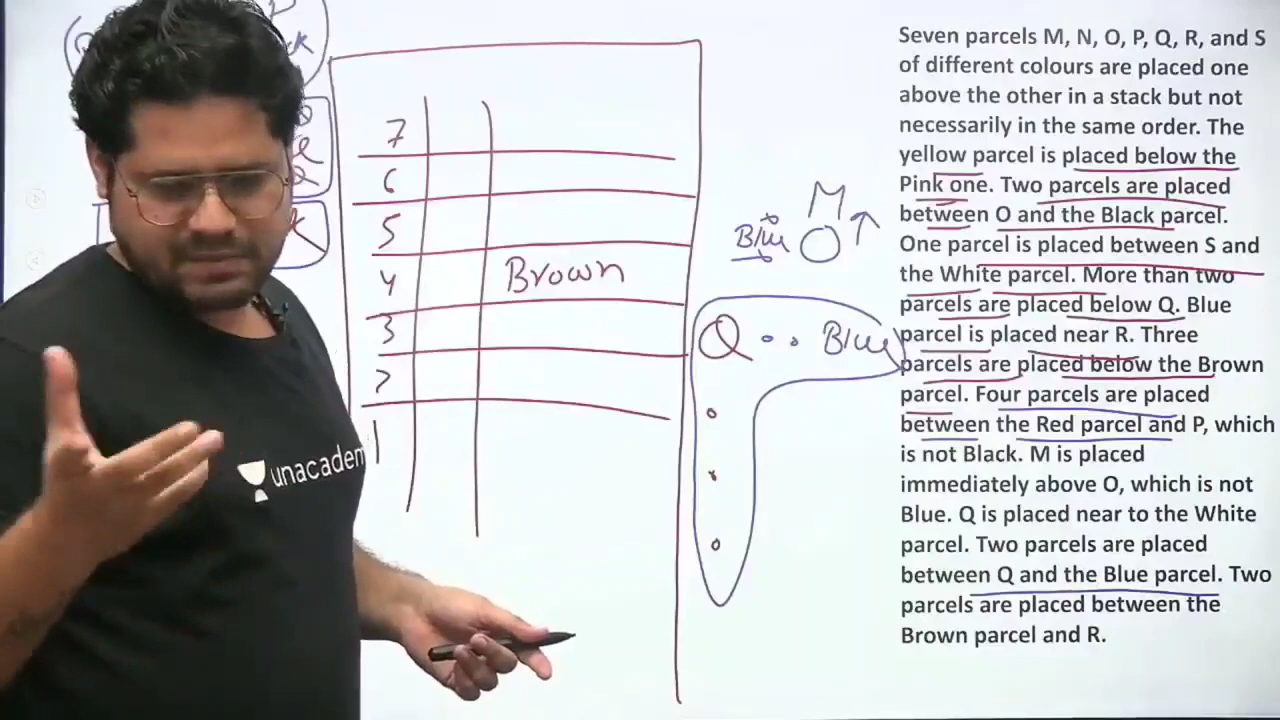 Seven parcels M, N, O, P, Q, R, and S
of different colours are placed one
above the other in a stack but not
necessarily in the same order. The
yellow parcel is placed below the
Pink one. Two parcels are placed
between O and the Black parcel.
One parcel is placed between S and
the White parcel. More than two
parcels are placed below Q. Blue
parcel is placed near R. Three
parcels are placed below the Brown
parcel. Four parcels are placed
between the Red parcel and P, which
is not Black. M is placed
immediately above O, which is not
Blue. Q is placed near to the White
parcel. Two parcels are placed
between Q and the Blue parcel. Two
parcels are placed between the
Brown parcel and R.
7
6
5
4 Brown
3
2
1
M
Blue O
Q Blue
unacadem